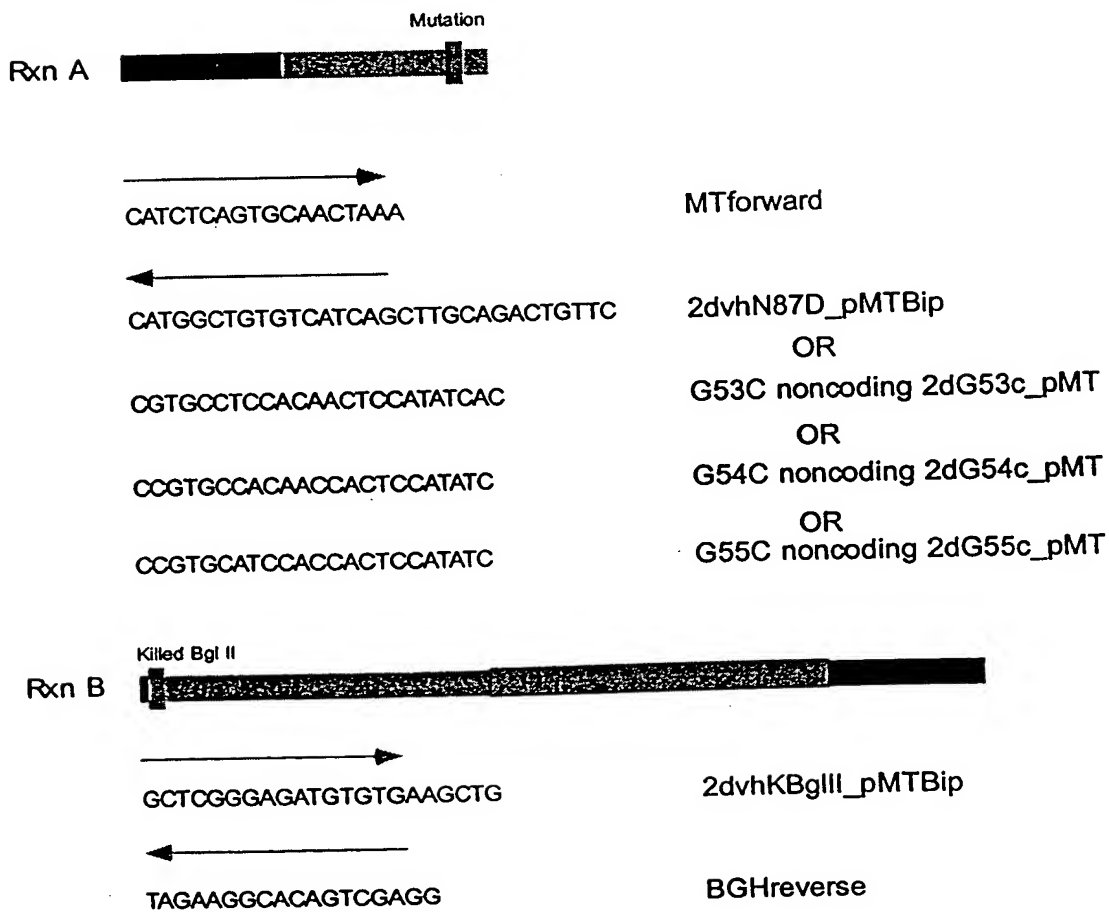 Mutation
Rxn A
CATCTCAGTGCAACTAAA MTforward
CATGGCTGTGTCATCAGCTTGCAGACTGTTC 2dvhN87D_pMTBip
OR
CGTGCCTCCACAACTCCATATCAC G53C noncoding 2dG53c_pMT
OR
CCGTGCCACAACCACTCCATATC G54C noncoding 2dG54c_pMT
OR
CCGTGCATCCACCACTCCATATC G55C noncoding 2dG55c_pMT
Killed Bgl II
Rxn B
GCTCGGGAGATGTGTGAAGCTG 2dvhKBglII_pMTBip
TAGAAGGCACAGTCGAGG BGHreverse